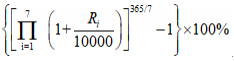 {[∏_{i=1}^{7} (1 + R_i/10000)]^{365/7} − 1} × 100%